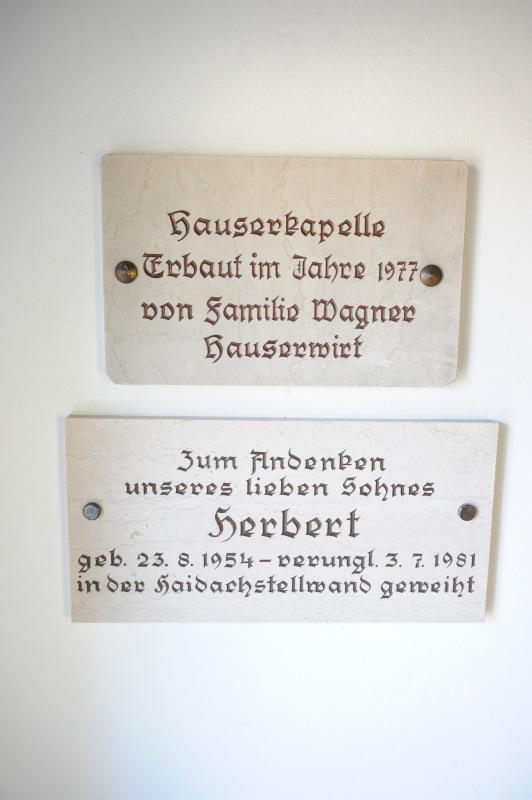 Hauserkapelle
Erbaut im Jahre 1977
von Familie Wagner
Hauserwirt
Zum Andenken
unseres lieben Sohnes
Herbert
geb. 23. 8. 1954 – verungl. 3. 7. 1981
in der Haidachstellwand geweiht